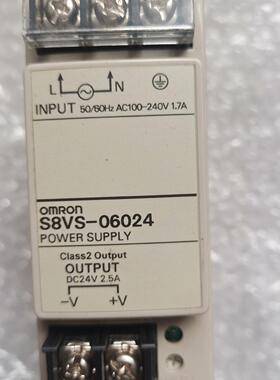 L N
INPUT 50/60Hz AC100-240V 1.7A
OMRON
S8VS-06024
POWER SUPPLY
Class2 Output
OUTPUT
DC24V 2.5A
-V +V